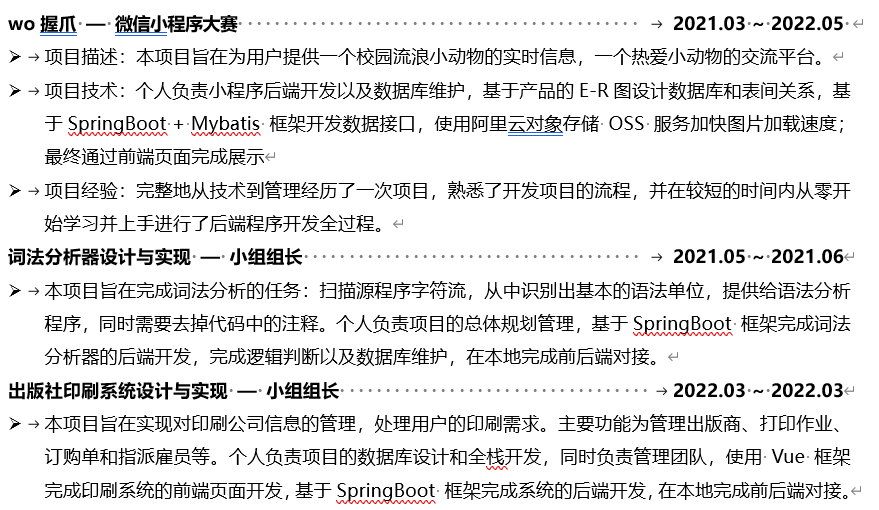 wo 握爪 — 微信小程序大赛 → 2021.03 ~ 2022.05
➢ → 项目描述：本项目旨在为用户提供一个校园流浪小动物的实时信息，一个热爱小动物的交流平台。
➢ → 项目技术：个人负责小程序后端开发以及数据库维护，基于产品的 E-R 图设计数据库和表间关系，基
于 SpringBoot + Mybatis 框架开发数据接口，使用阿里云对象存储 OSS 服务加快图片加载速度；
最终通过前端页面完成展示
➢ → 项目经验：完整地从技术到管理经历了一次项目，熟悉了开发项目的流程，并在较短的时间内从零开
始学习并上手进行了后端程序开发全过程。
词法分析器设计与实现 — 小组组长 → 2021.05 ~ 2021.06
➢ → 本项目旨在完成词法分析的任务：扫描源程序字符流，从中识别出基本的语法单位，提供给语法分析
程序，同时需要去掉代码中的注释。个人负责项目的总体规划管理，基于 SpringBoot 框架完成词法
分析器的后端开发，完成逻辑判断以及数据库维护，在本地完成前后端对接。
出版社印刷系统设计与实现 — 小组组长 → 2022.03 ~ 2022.03
➢ → 本项目旨在实现对印刷公司信息的管理，处理用户的印刷需求。主要功能为管理出版商、打印作业、
订购单和指派雇员等。个人负责项目的数据库设计和全栈开发，同时负责管理团队，使用 Vue 框架
完成印刷系统的前端页面开发，基于 SpringBoot 框架完成系统的后端开发，在本地完成前后端对接。